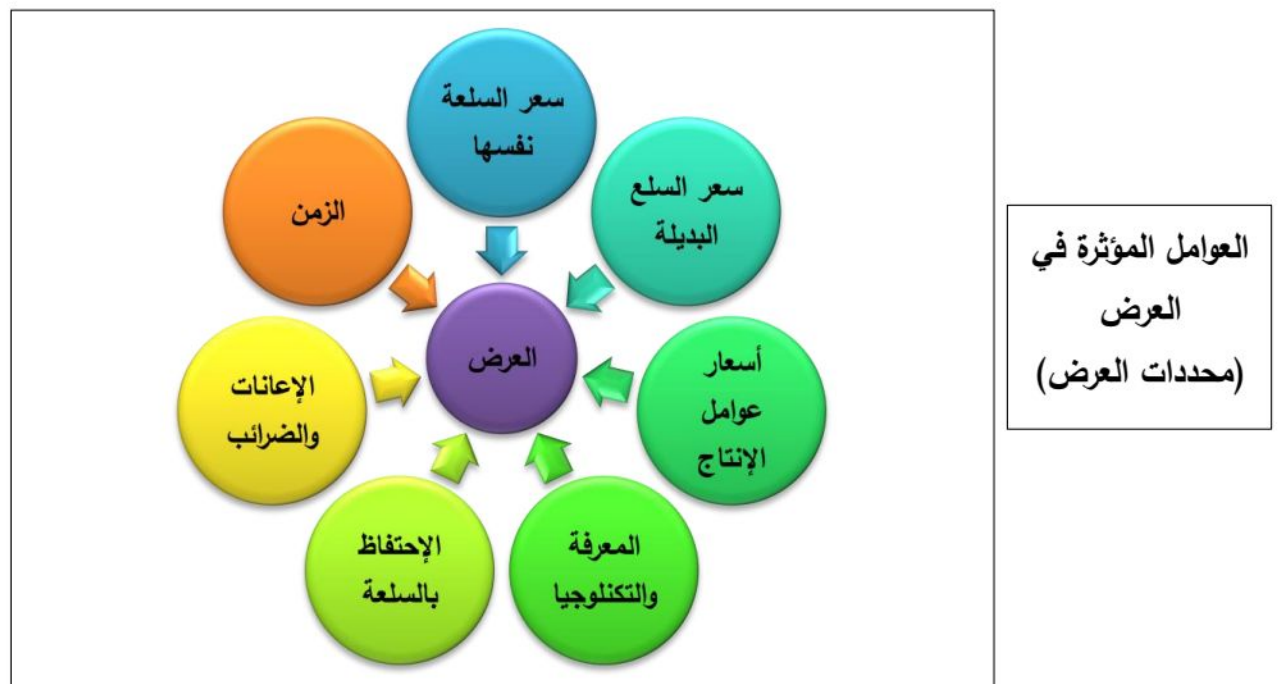 العوامل المؤثرة في
العرض
(محددات العرض)
سعر السلعة
نفسها
سعر السلع
البديلة
أسعار
عوامل
الإنتاج
المعرفة
والتكنلوجيا
الإحتفاظ
بالسلعة
الإعانات
والضرائب
الزمن
العرض